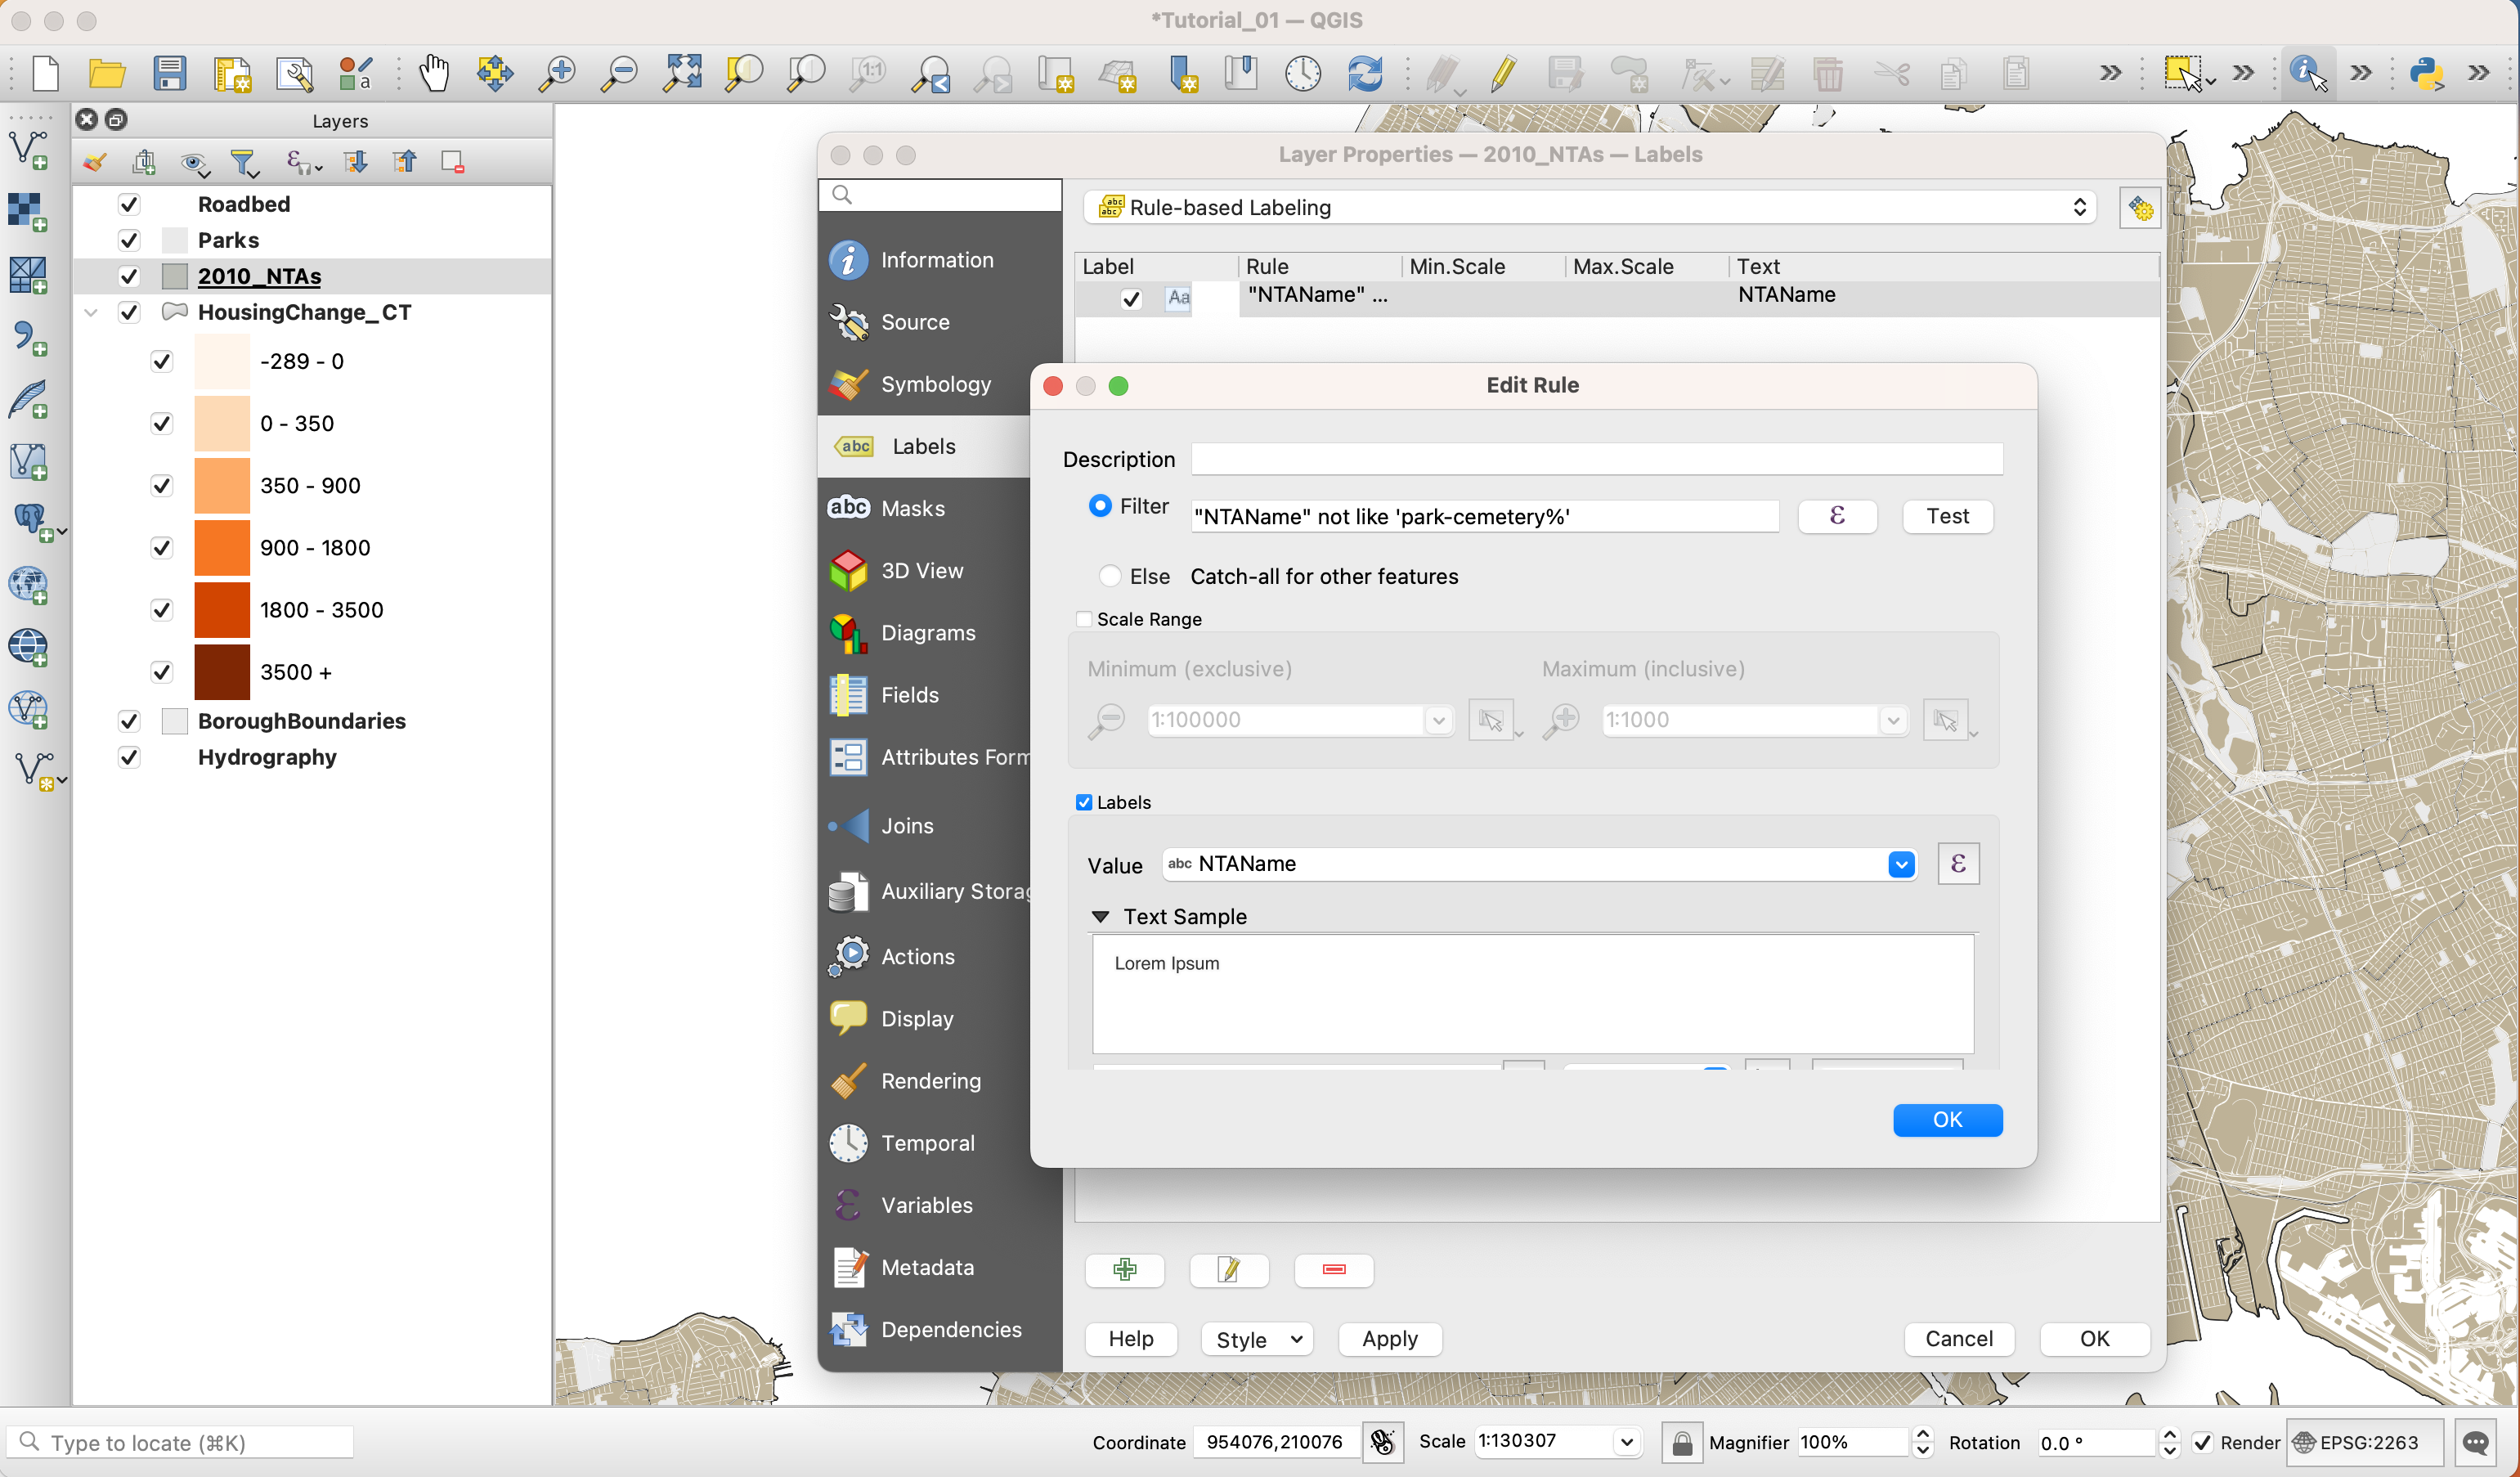 *Tutorial_01 — QGIS
Layers
Roadbed
Parks
2010_NTAs
HousingChange_CT
-289 - 0
0 - 350
350 - 900
900 - 1800
1800 - 3500
3500 +
BoroughBoundaries
Hydrography
Layer Properties — 2010_NTAs — Labels
Information
Source
Symbology
abc Labels
abc Masks
3D View
Diagrams
Fields
Attributes Form
Joins
Auxiliary Storag
Actions
Display
Rendering
Temporal
Variables
Metadata
Dependencies
abc abc Rule-based Labeling
Label Rule Min.Scale Max.Scale Text
Aa "NTAName" ... NTAName
Edit Rule
Description
Filter "NTAName" not like 'park-cemetery%' ε Test
Else Catch-all for other features
Scale Range
Minimum (exclusive) Maximum (inclusive)
1:100000 1:1000
Labels
Value abc NTAName ε
Text Sample
Lorem Ipsum
OK
Help Style Apply Cancel OK
Type to locate (⌘K) Coordinate 954076,210076 Scale 1:130307 Magnifier 100% Rotation 0.0 ° Render EPSG:2263